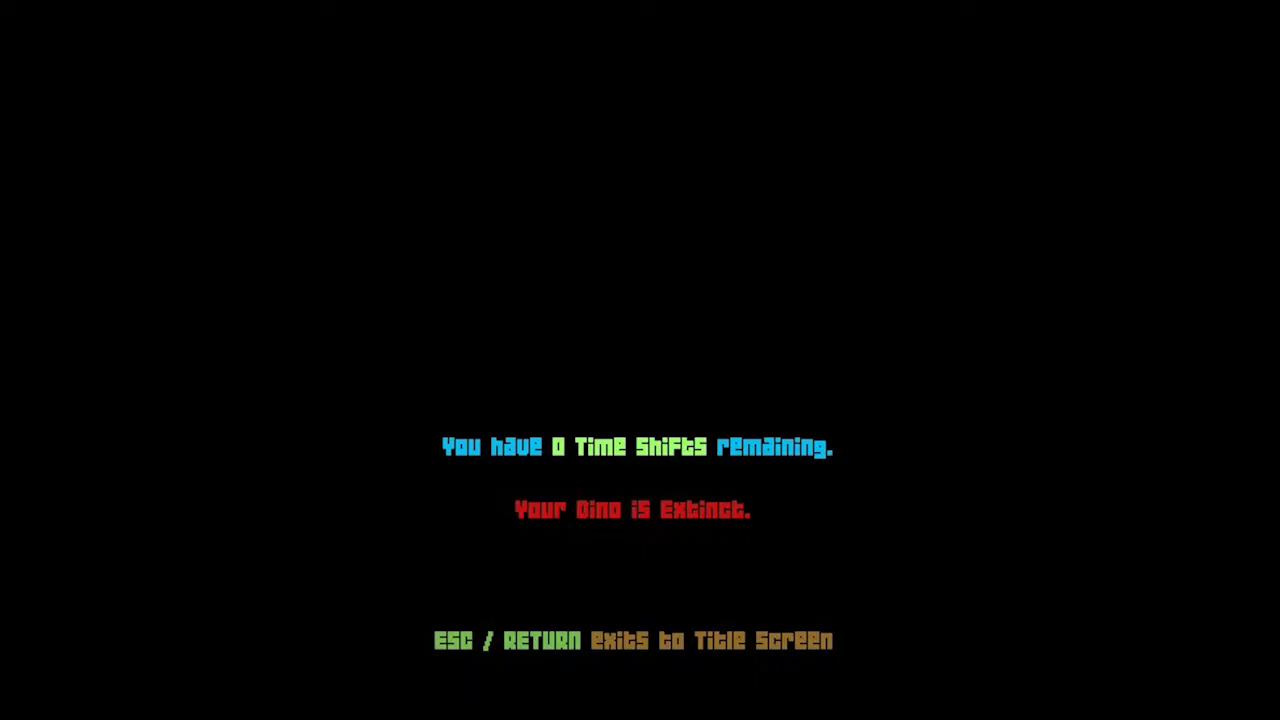 You have 0 Time Shifts remaining.
Your Dino is Extinct.
ESC / RETURN exits to Title Screen